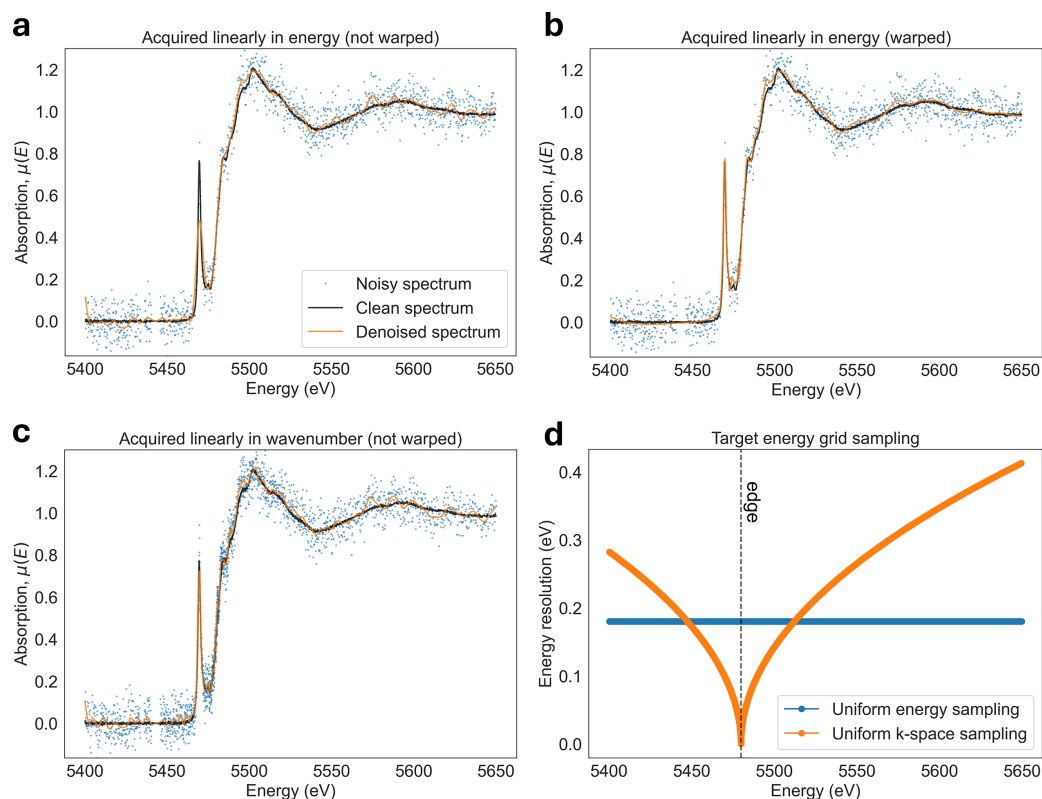 a
Acquired linearly in energy (not warped)
1.2
1.0
0.8
0.6
0.4
0.2
0.0
Absorption, μ(E)
Noisy spectrum
Clean spectrum
Denoised spectrum
5400 5450 5500 5550 5600 5650
Energy (eV)
b
Acquired linearly in energy (warped)
1.2
1.0
0.8
0.6
0.4
0.2
0.0
Absorption, μ(E)
5400 5450 5500 5550 5600 5650
Energy (eV)
c
Acquired linearly in wavenumber (not warped)
1.2
1.0
0.8
0.6
0.4
0.2
0.0
Absorption, μ(E)
5400 5450 5500 5550 5600 5650
Energy (eV)
d
Target energy grid sampling
0.4
0.3
0.2
0.1
0.0
Energy resolution (eV)
edge
Uniform energy sampling
Uniform k-space sampling
5400 5450 5500 5550 5600 5650
Energy (eV)